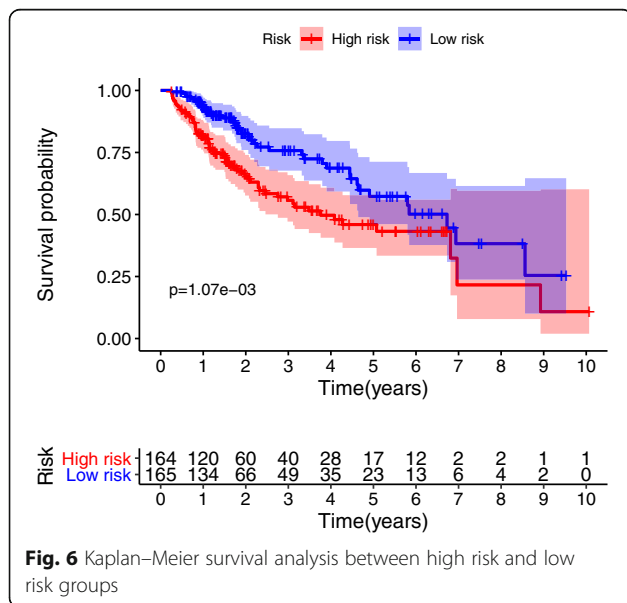 Risk High risk Low risk
1.00
0.75
0.50
0.25
0.00
Survival probability
p=1.07e−03
0 1 2 3 4 5 6 7 8 9 10
Time(years)
Risk
High risk 164 120 60 40 28 17 12 2 2 1 1
Low risk 165 134 66 49 35 23 13 6 4 2 0
0 1 2 3 4 5 6 7 8 9 10
Time(years)
Fig. 6 Kaplan–Meier survival analysis between high risk and low
risk groups